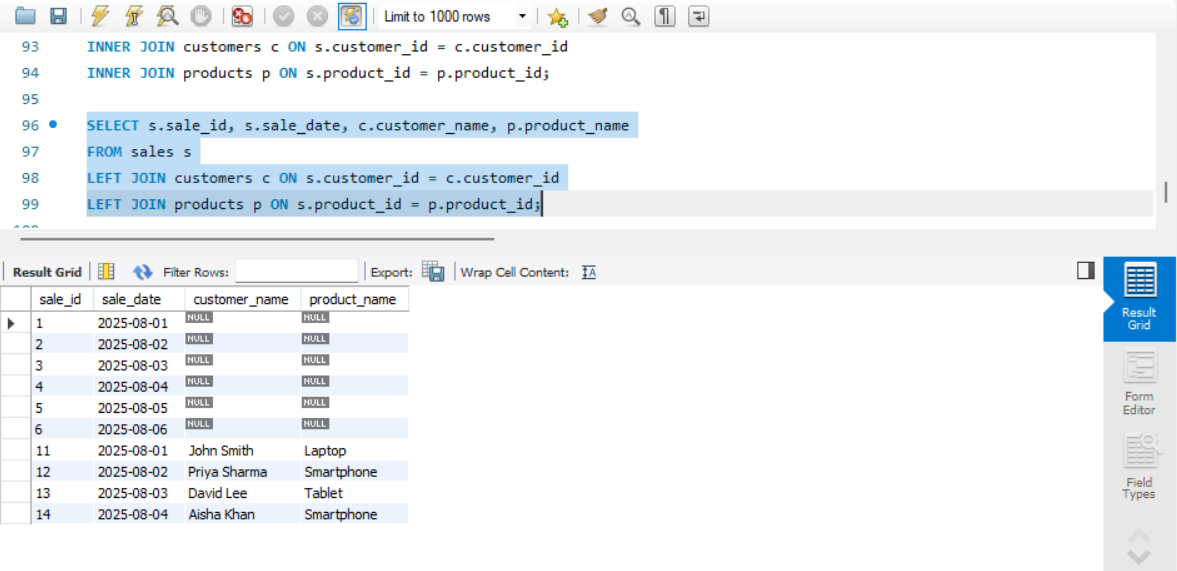 Limit to 1000 rows
93 INNER JOIN customers c ON s.customer_id = c.customer_id
94 INNER JOIN products p ON s.product_id = p.product_id;
95
96 SELECT s.sale_id, s.sale_date, c.customer_name, p.product_name
97 FROM sales s
98 LEFT JOIN customers c ON s.customer_id = c.customer_id
99 LEFT JOIN products p ON s.product_id = p.product_id;
Result Grid Filter Rows: Export: Wrap Cell Content:
sale_id sale_date customer_name product_name
1 2025-08-01 NULL NULL
2 2025-08-02 NULL NULL
3 2025-08-03 NULL NULL
4 2025-08-04 NULL NULL
5 2025-08-05 NULL NULL
6 2025-08-06 NULL NULL
11 2025-08-01 John Smith Laptop
12 2025-08-02 Priya Sharma Smartphone
13 2025-08-03 David Lee Tablet
14 2025-08-04 Aisha Khan Smartphone
Result
Grid
Form
Editor
Field
Types